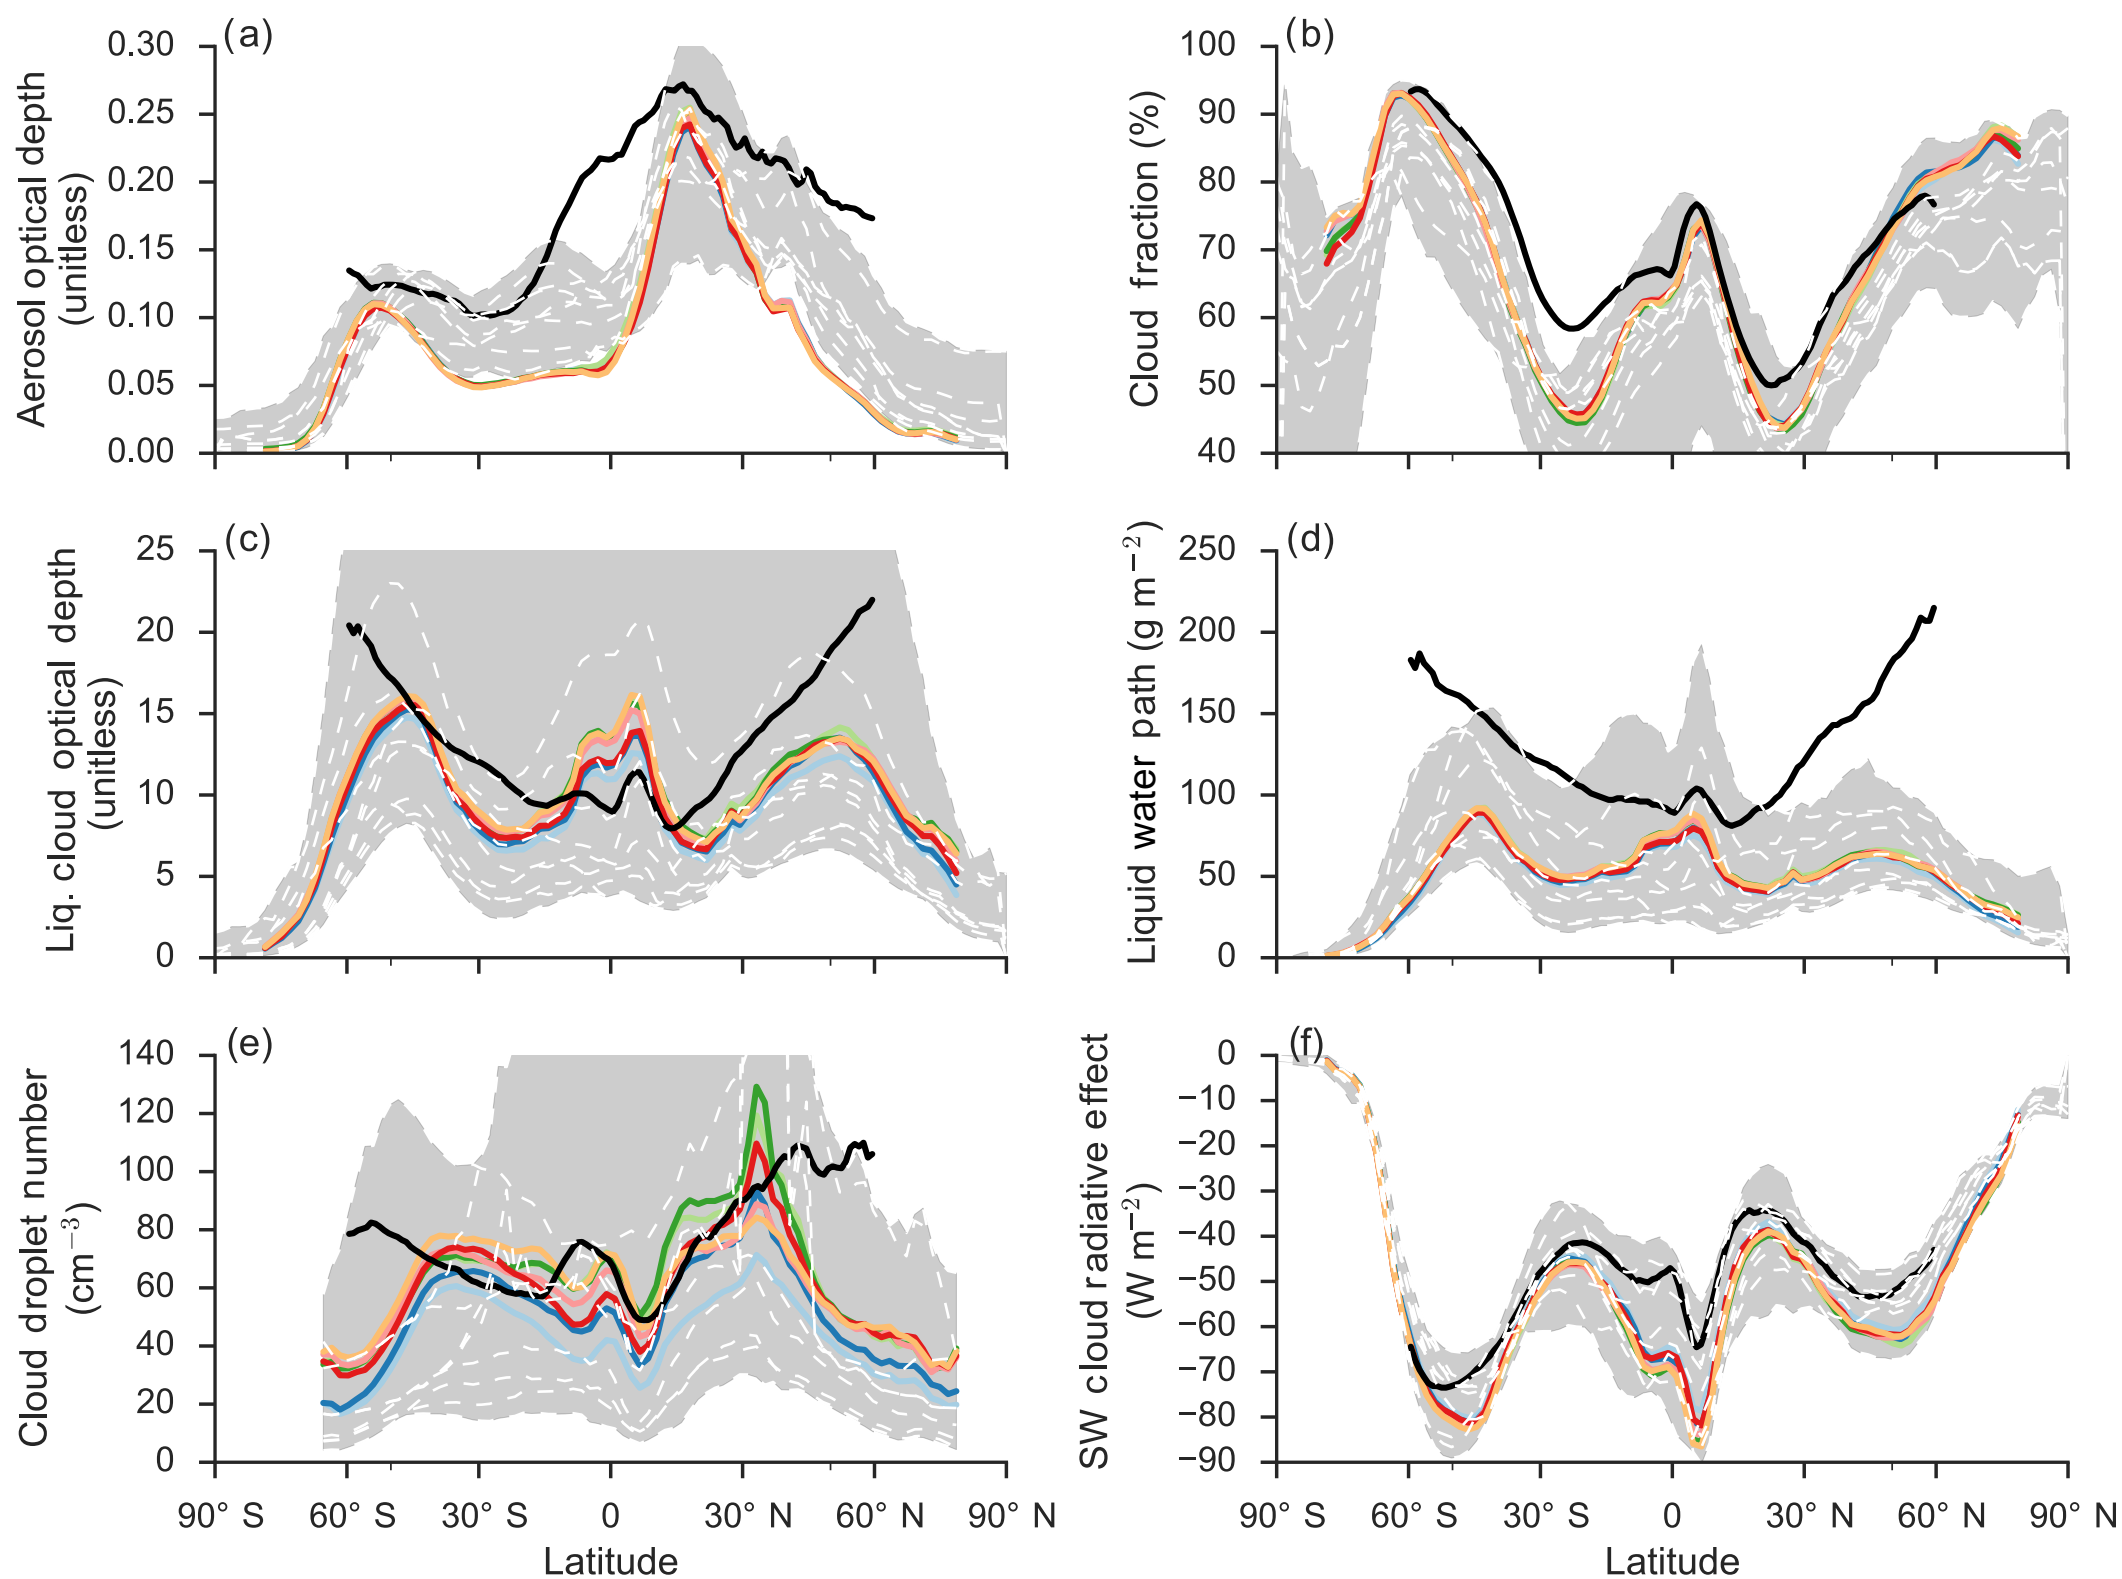 (a)
0.30
0.25
0.20
0.15
0.10
0.05
0.00
Aerosol optical depth
(unitless)
(b)
100
90
80
70
60
50
40
Cloud fraction (%)
(c)
25
20
15
10
5
0
Liq. cloud optical depth
(unitless)
(d)
250
200
150
100
50
0
Liquid water path (g m−2)
(e)
140
120
100
80
60
40
20
0
Cloud droplet number
(cm−3)
90° S 60° S 30° S 0 30° N 60° N 90° N
Latitude
(f)
0
−10
−20
−30
−40
−50
−60
−70
−80
−90
SW cloud radiative effect
(W m−2)
90° S 60° S 30° S 0 30° N 60° N 90° N
Latitude